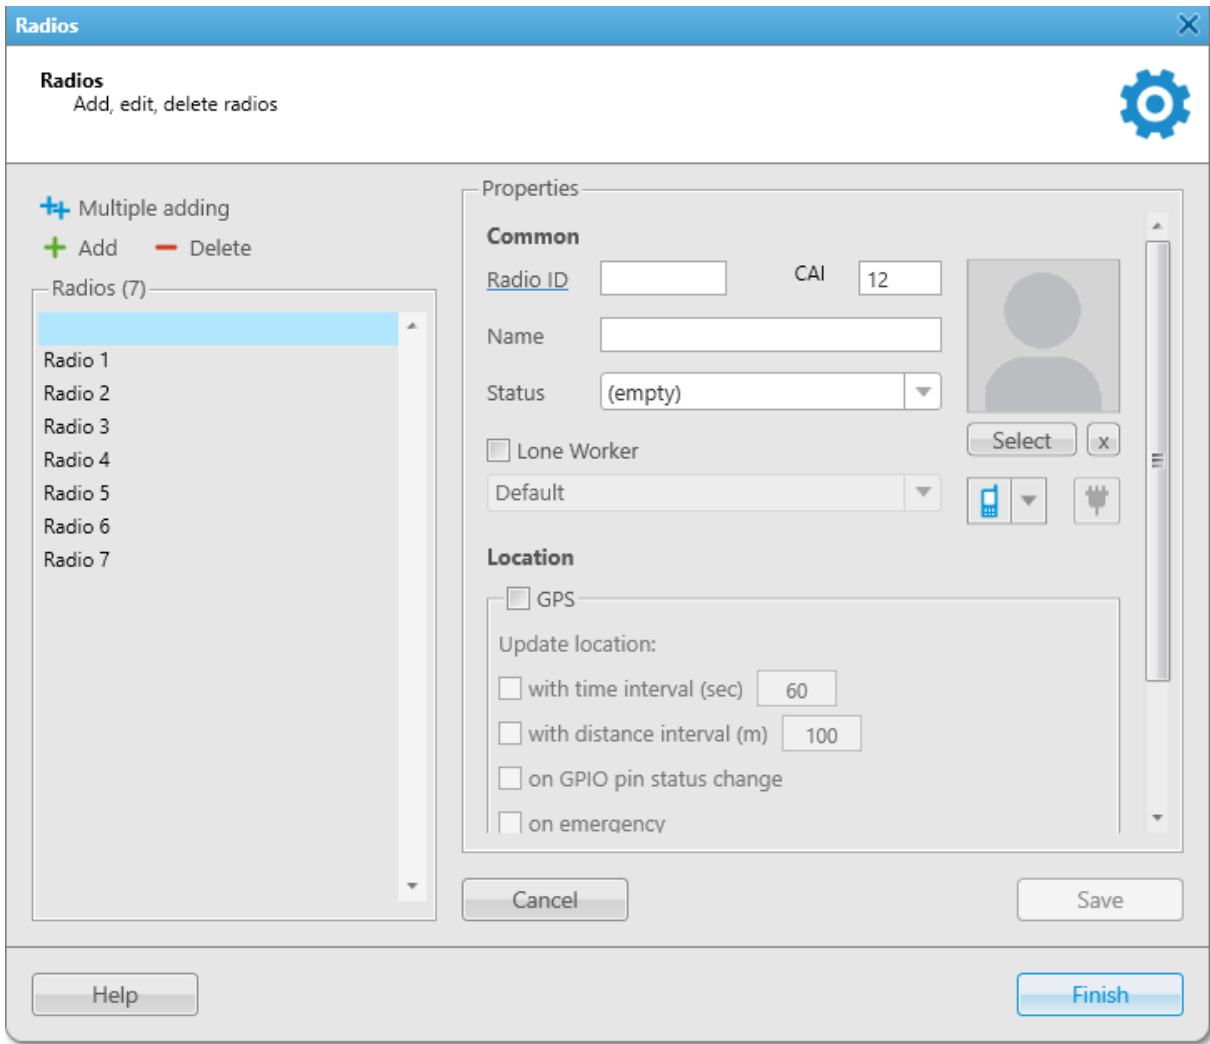 Radios
Radios
Add, edit, delete radios
Multiple adding
Add Delete
Radios (7)
Radio 1
Radio 2
Radio 3
Radio 4
Radio 5
Radio 6
Radio 7
Properties
Common
Radio ID CAI 12
Name
Status (empty)
Select x
Lone Worker
Default
Location
GPS
Update location:
with time interval (sec) 60
with distance interval (m) 100
on GPIO pin status change
on emergency
Cancel Save
Help Finish